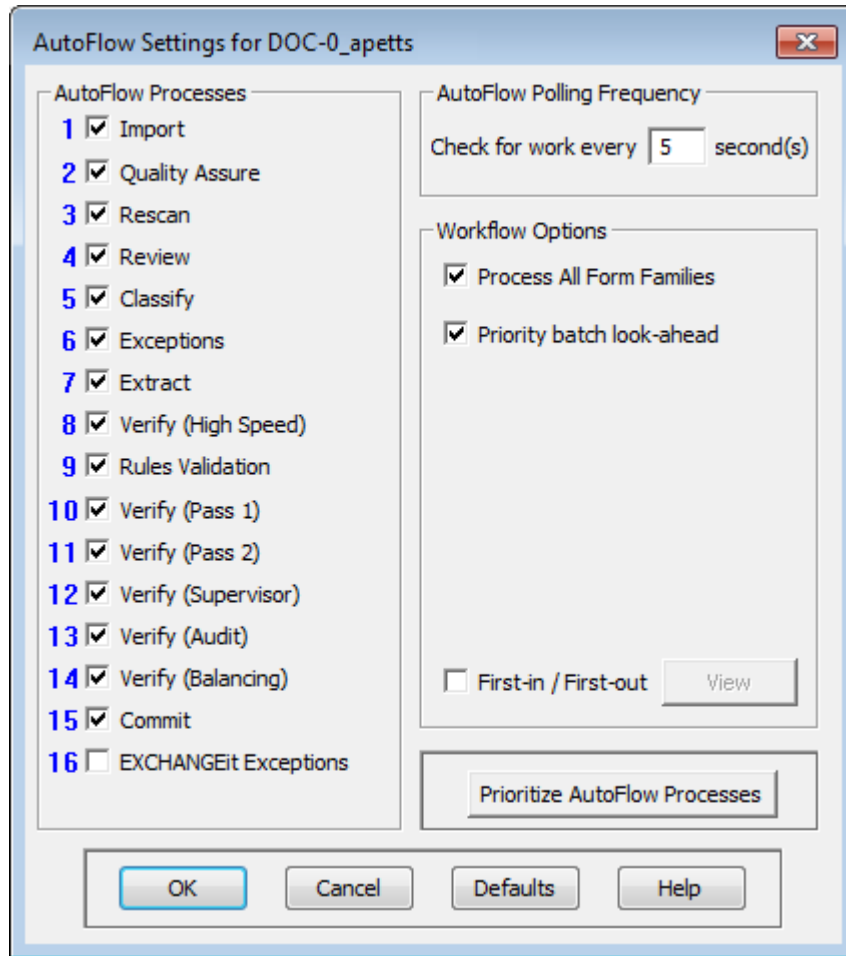 AutoFlow Settings for DOC-0_apetts
AutoFlow Processes
1 Import
2 Quality Assure
3 Rescan
4 Review
5 Classify
6 Exceptions
7 Extract
8 Verify (High Speed)
9 Rules Validation
10 Verify (Pass 1)
11 Verify (Pass 2)
12 Verify (Supervisor)
13 Verify (Audit)
14 Verify (Balancing)
15 Commit
16 EXCHANGEit Exceptions
AutoFlow Polling Frequency
Check for work every 5 second(s)
Workflow Options
Process All Form Families
Priority batch look-ahead
First-in / First-out View
Prioritize AutoFlow Processes
OK Cancel Defaults Help